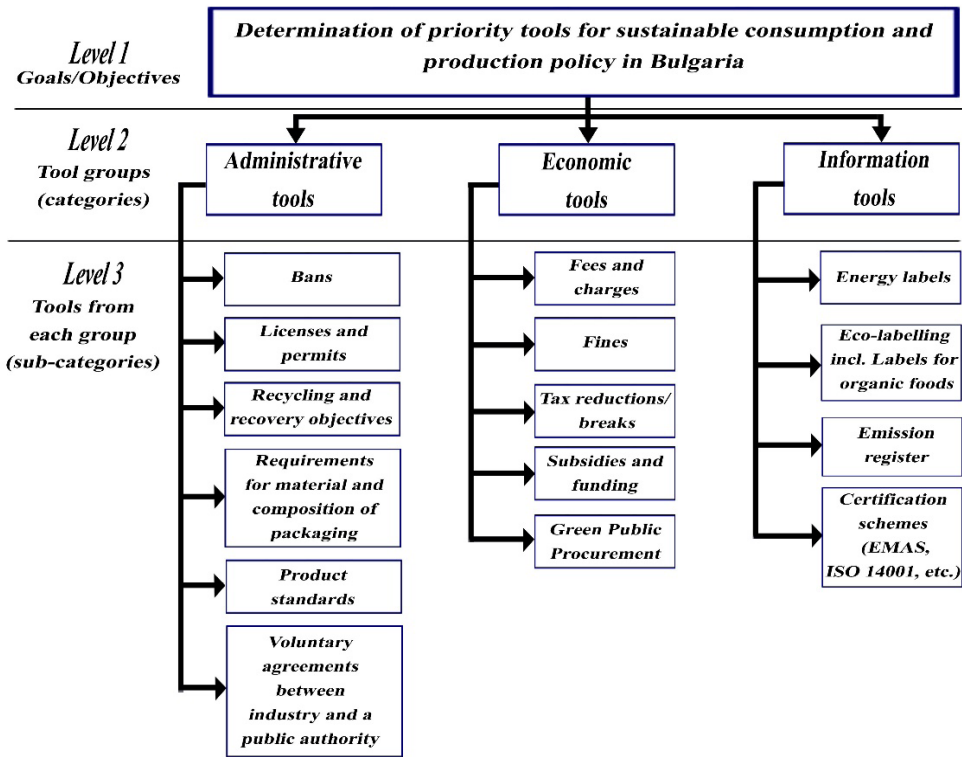 Level 1
Goals/Objectives
Determination of priority tools for sustainable consumption and
production policy in Bulgaria
Level 2
Tool groups
(categories)
Administrative
tools
Economic
tools
Information
tools
Level 3
Tools from
each group
(sub-categories)
Bans
Licenses and
permits
Recycling and
recovery objectives
Requirements
for material and
composition of
packaging
Product
standards
Voluntary
agreements
between
industry and a
public authority
Fees and
charges
Fines
Tax reductions/
breaks
Subsidies and
funding
Green Public
Procurement
Energy labels
Eco-labelling
incl. Labels for
organic foods
Emission
register
Certification
schemes
(EMAS,
ISO 14001, etc.)